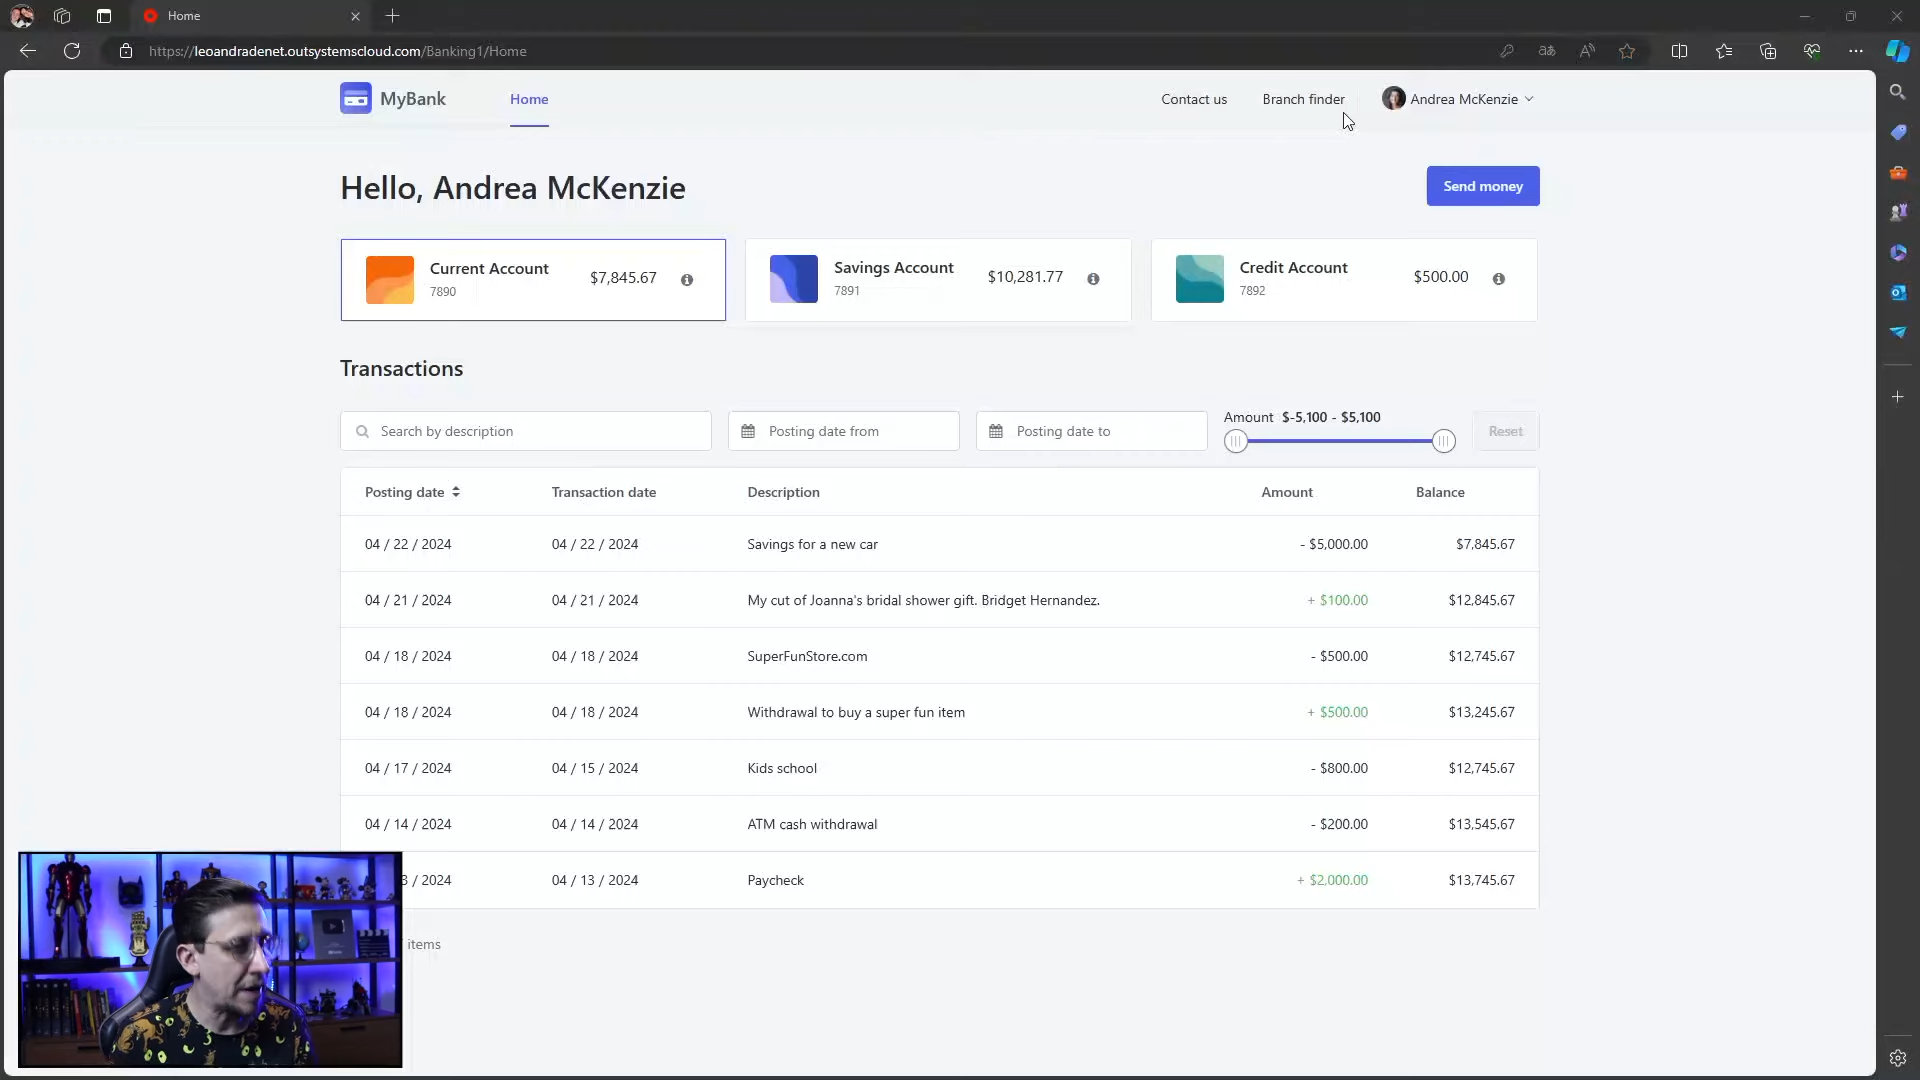 Home
https://leoandradenet.outsystemscloud.com/Banking1/Home
MyBank
Home
Contact us
Branch finder
Andrea McKenzie
Hello, Andrea McKenzie
Send money
Current Account
7890
$7,845.67
Savings Account
7891
$10,281.77
Credit Account
7892
$500.00
Transactions
Search by description
Posting date from
Posting date to
Amount $-5,100 - $5,100
Reset
Posting date Transaction date Description Amount Balance
04 / 22 / 2024 04 / 22 / 2024 Savings for a new car - $5,000.00 $7,845.67
04 / 21 / 2024 04 / 21 / 2024 My cut of Joanna's bridal shower gift. Bridget Hernandez. + $100.00 $12,845.67
04 / 18 / 2024 04 / 18 / 2024 SuperFunStore.com - $500.00 $12,745.67
04 / 18 / 2024 04 / 18 / 2024 Withdrawal to buy a super fun item + $500.00 $13,245.67
04 / 17 / 2024 04 / 15 / 2024 Kids school - $800.00 $12,745.67
04 / 14 / 2024 04 / 14 / 2024 ATM cash withdrawal - $200.00 $13,545.67
3 / 2024 04 / 13 / 2024 Paycheck + $2,000.00 $13,745.67
items